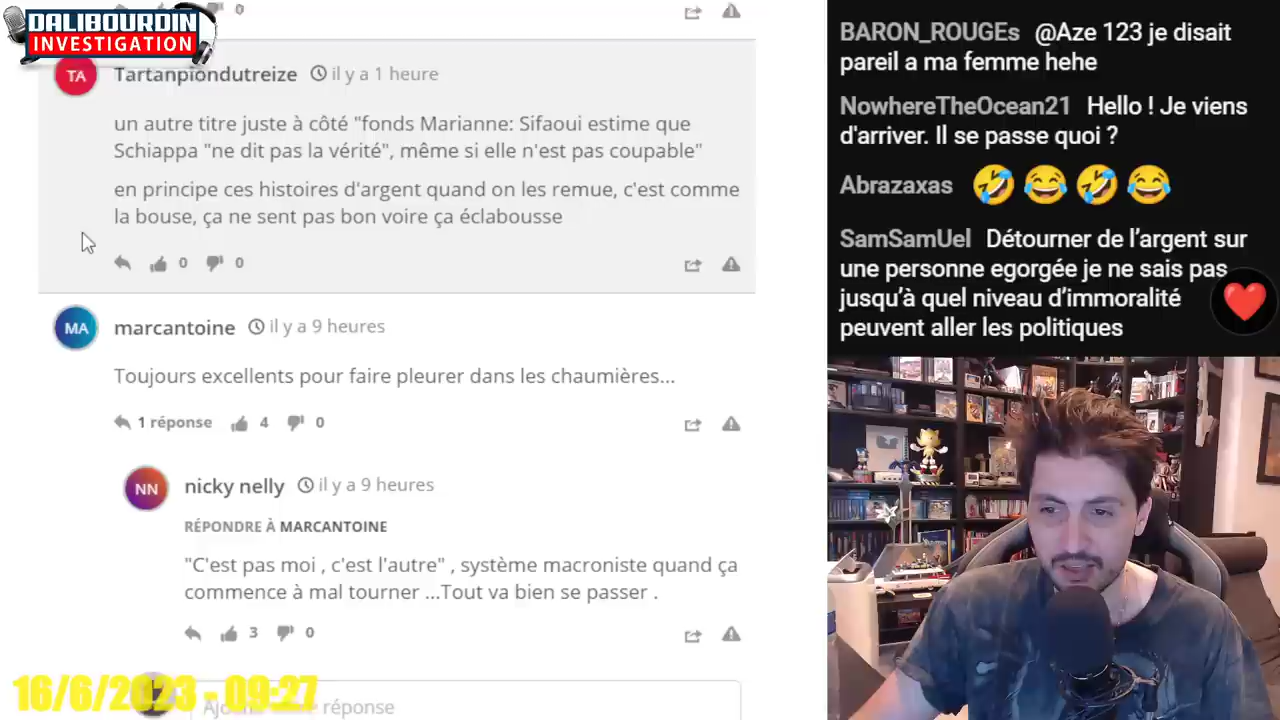 DALIBOURDIN
INVESTIGATION
0
TA
Tartanpiondutreize il y a 1 heure
un autre titre juste à côté "fonds Marianne: Sifaoui estime que
Schiappa "ne dit pas la vérité", même si elle n'est pas coupable"
en principe ces histoires d'argent quand on les remue, c'est comme
la bouse, ça ne sent pas bon voire ça éclabousse
0 0
MA
marcantoine il y a 9 heures
Toujours excellents pour faire pleurer dans les chaumières...
1 réponse 4 0
NN
nicky nelly il y a 9 heures
RÉPONDRE À MARCANTOINE
"C'est pas moi , c'est l'autre" , système macroniste quand ça
commence à mal tourner ...Tout va bien se passer .
3 0
réponse
16/6/2023 - 09:27
BARON_ROUGEs @Aze 123 je disait
pareil a ma femme hehe
NowhereTheOcean21 Hello ! Je viens
d'arriver. Il se passe quoi ?
Abrazaxas 🤣😂🤣😂
SamSamUel Détourner de l’argent sur
une personne egorgée je ne sais pas
jusqu’à quel niveau d’immoralité
peuvent aller les politiques